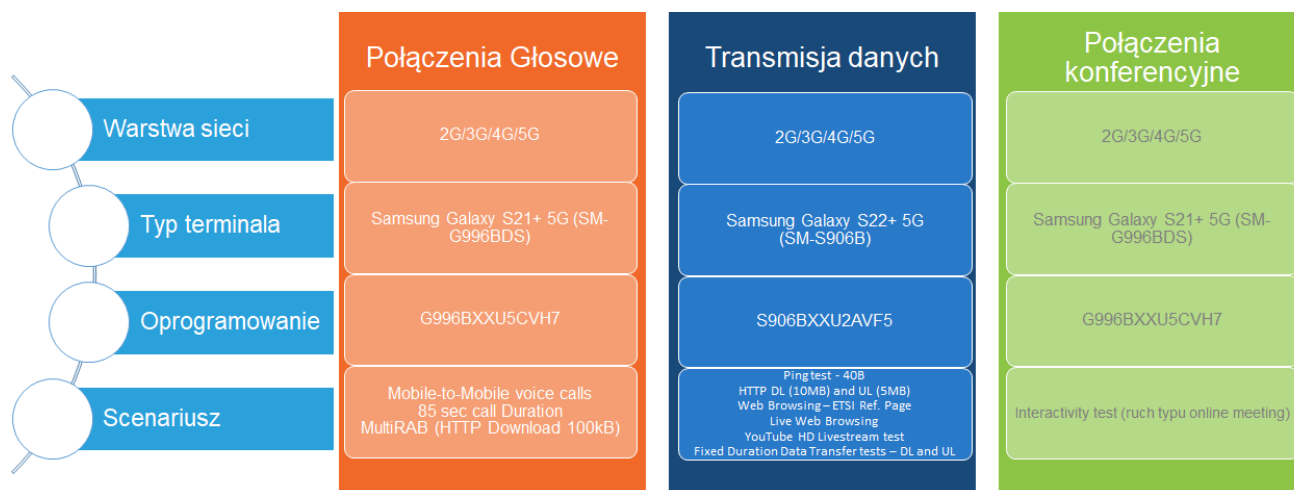 Połączenia Głosowe
Transmisja danych
Połączenia
konferencyjne
Warstwa sieci
2G/3G/4G/5G
2G/3G/4G/5G
2G/3G/4G/5G
Typ terminala
Samsung Galaxy S21+ 5G (SM-
G996BDS)
Samsung Galaxy S22+ 5G
(SM-S906B)
Samsung Galaxy S21+ 5G (SM-
G996BDS)
Oprogramowanie
G996BXXU5CVH7
S906BXXU2AVF5
G996BXXU5CVH7
Scenariusz
Mobile-to-Mobile voice calls
85 sec call Duration
MultiRAB (HTTP Download 100kB)
Ping test - 40B
HTTP DL (10MB) and UL (5MB)
Web Browsing – ETSI Ref. Page
Live Web Browsing
YouTube HD Livestream test
Fixed Duration Data Transfer tests – DL and UL
Interactivity test (ruch typu online meeting)